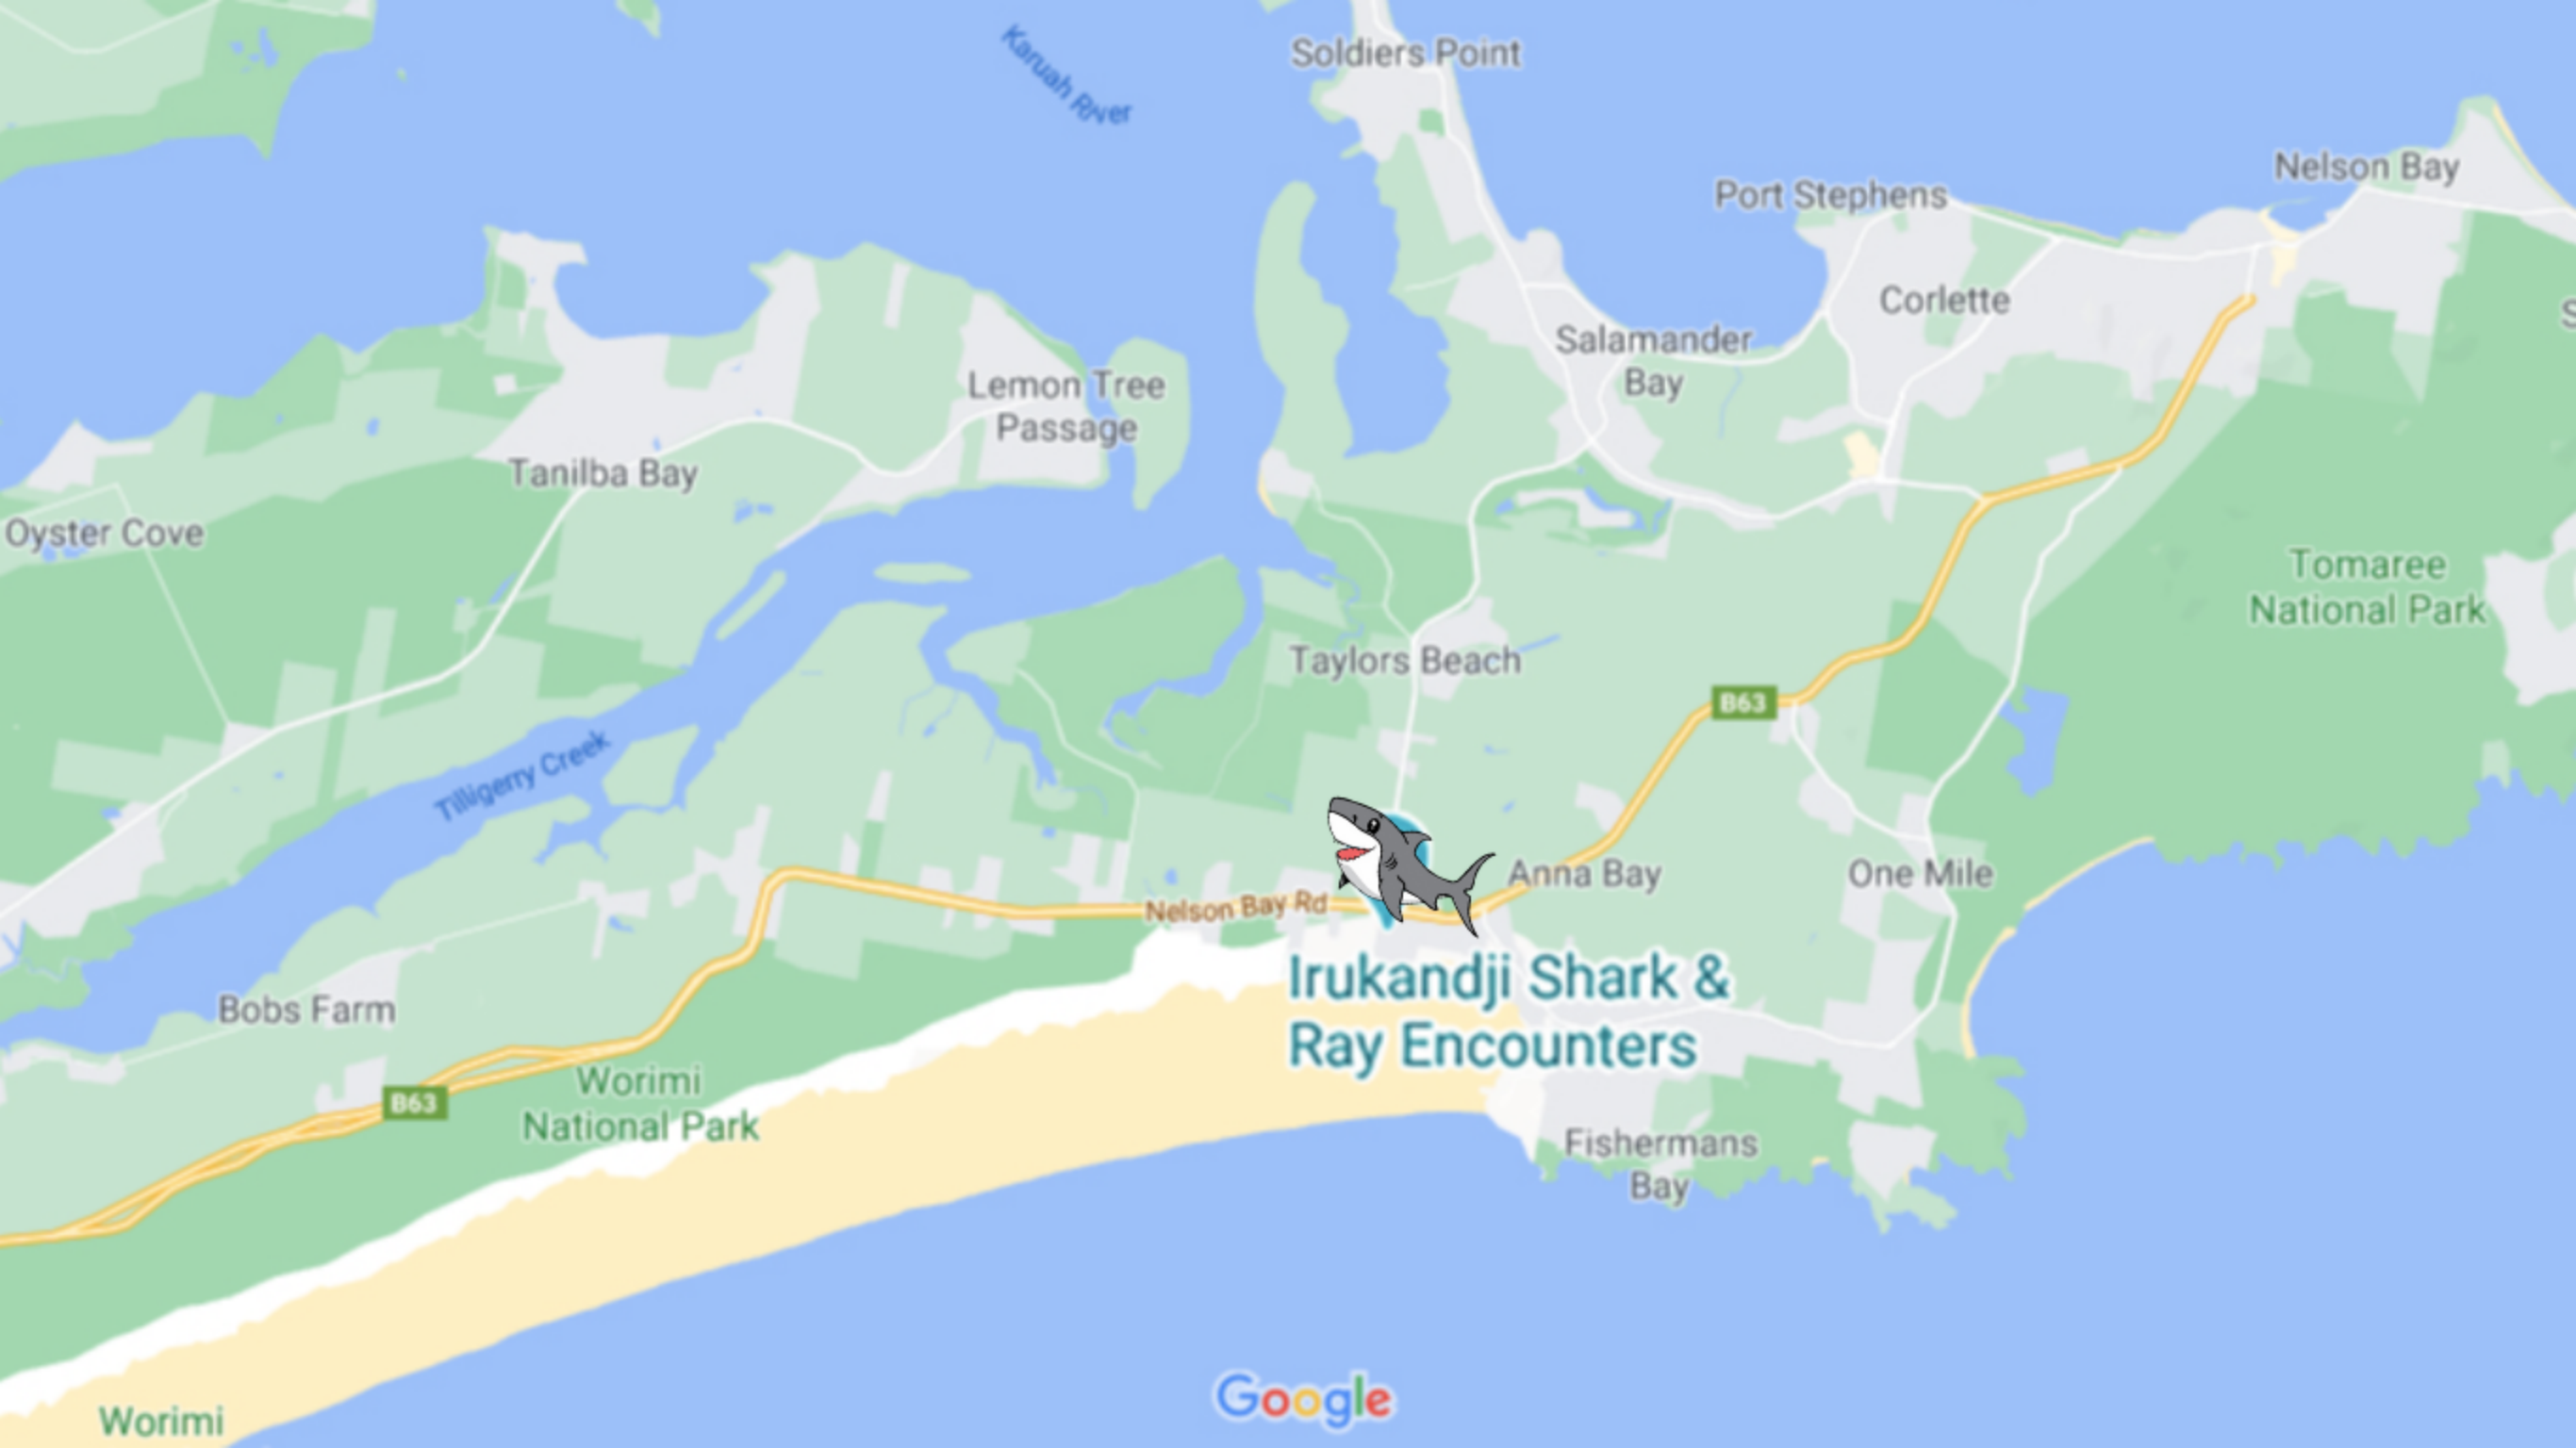 Karuah River
Soldiers Point
Nelson Bay
Port Stephens
Corlette
Salamander
Bay
Lemon Tree
Passage
Tanilba Bay
Oyster Cove
Tomaree
National Park
Taylors Beach
B63
Tilligerry Creek
Anna Bay
One Mile
Nelson Bay Rd
Irukandji Shark &
Ray Encounters
Bobs Farm
B63
Worimi
National Park
Fishermans
Bay
Google
Worimi